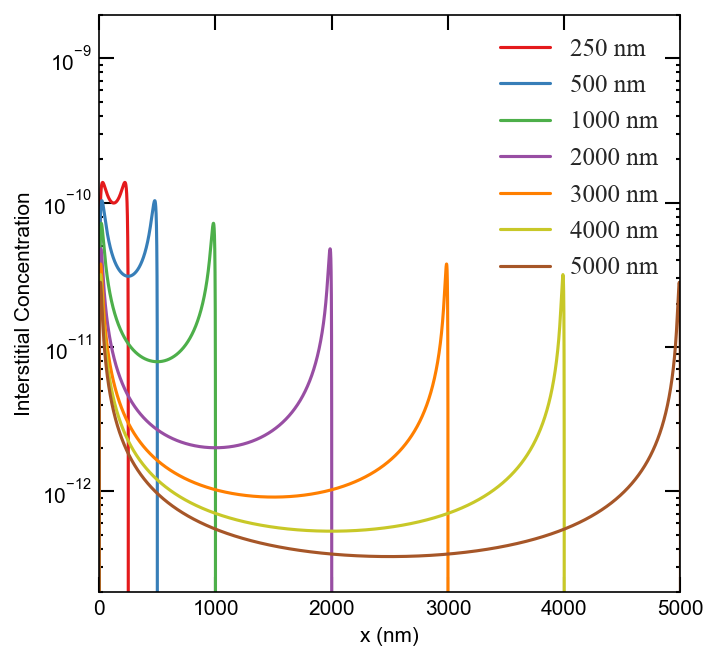 Interstitial Concentration
10⁻⁹
10⁻¹⁰
10⁻¹¹
10⁻¹²
250 nm
500 nm
1000 nm
2000 nm
3000 nm
4000 nm
5000 nm
0 1000 2000 3000 4000 5000
x (nm)